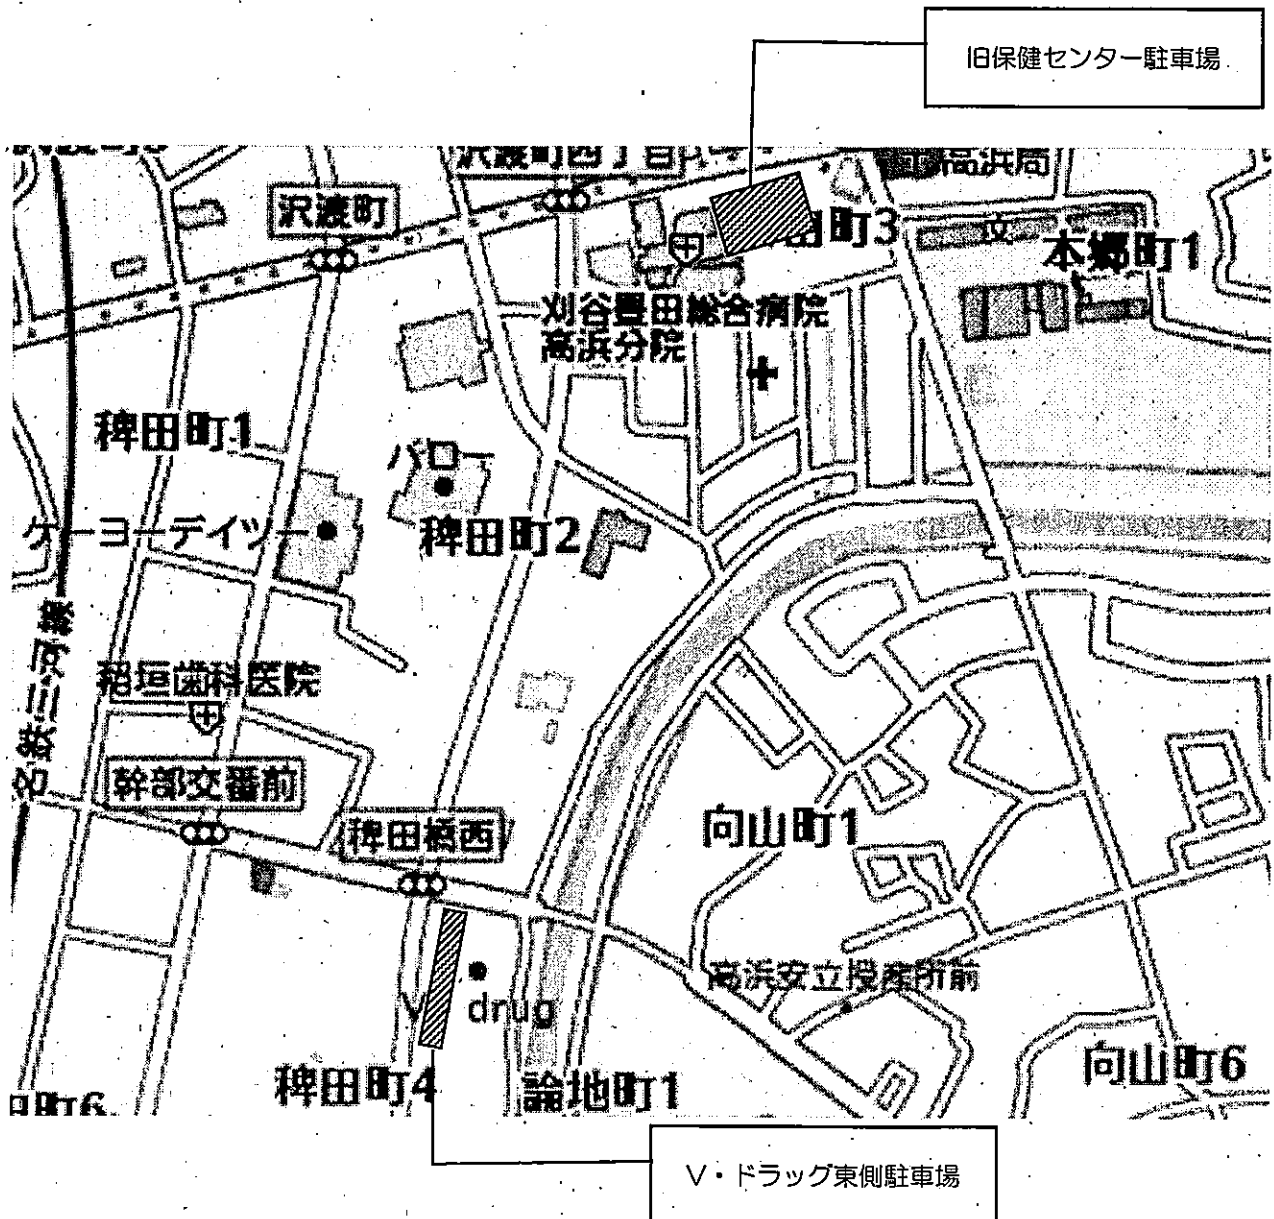 旧保健センター駐車場
沢渡町四丁目
高浜局
沢渡町
田町3
文
本郷町1
刈谷豊田総合病院
高浜分院
稗田町1
バロー
ケーヨーデイツー
稗田町2
名鉄三河線
稲垣歯科医院
幹部交番前
稗田橋西
向山町1
高浜安立授産所前
V drug
稗田町4
論地町1
向山町6
町6
V・ドラッグ東側駐車場